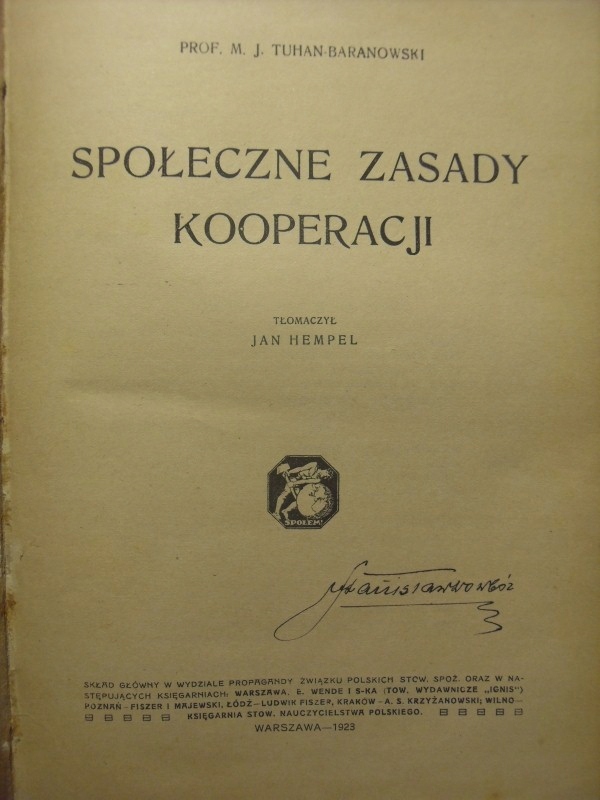 PROF. M. J. TUHAN-BARANOWSKI
SPOŁECZNE ZASADY
KOOPERACJI
TŁOMACZYŁ
JAN HEMPEL
SPOŁEM!
SKŁAD GŁÓWNY W WYDZIALE PROPAGANDY ZWIĄZKU POLSKICH STOW. SPOŻ. ORAZ W NA-
STĘPUJĄCYCH KSIĘGARNIACH: WARSZAWA, E. WENDE I S-KA (TOW. WYDAWNICZE „IGNIS")
POZNAŃ—FISZER I MAJEWSKI, ŁÓDŹ—LUDWIK FISZER, KRAKÓW—A. S. KRZYŻANOWSKI; WILNO—
KSIĘGARNIA STOW. NAUCZYCIELSTWA POLSKIEGO.
WARSZAWA—1923